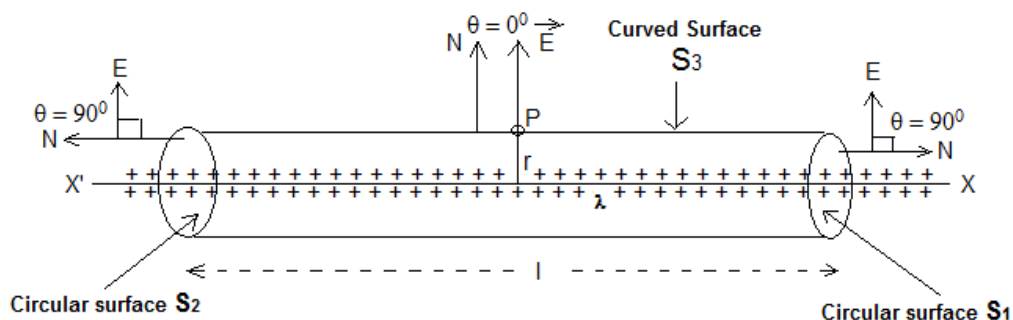 θ = 0⁰
Curved Surface
S3
N
E
E
θ = 90⁰
N
P
E
θ = 90⁰
N
r
X'
+ + + + + + + + + + + + + + + + + + + + + + + + + + + + + + + + + + + + +
X
+ + + + + + + + + + + + + + + + + + + + + + + + + + + + + + + + + + + + +
λ
l
Circular surface S2
Circular surface S1